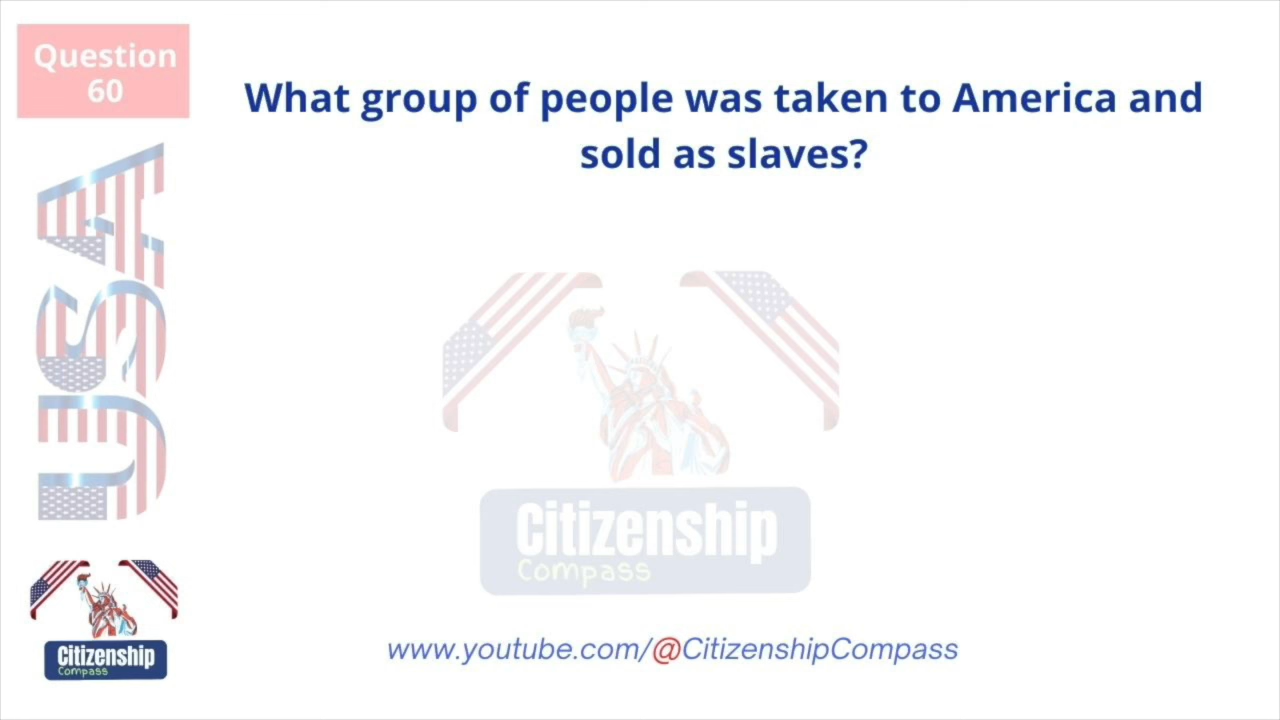 Question
60
What group of people was taken to America and
sold as slaves?
USA
Citizenship
Compass
Citizenship
Compass
www.youtube.com/@CitizenshipCompass